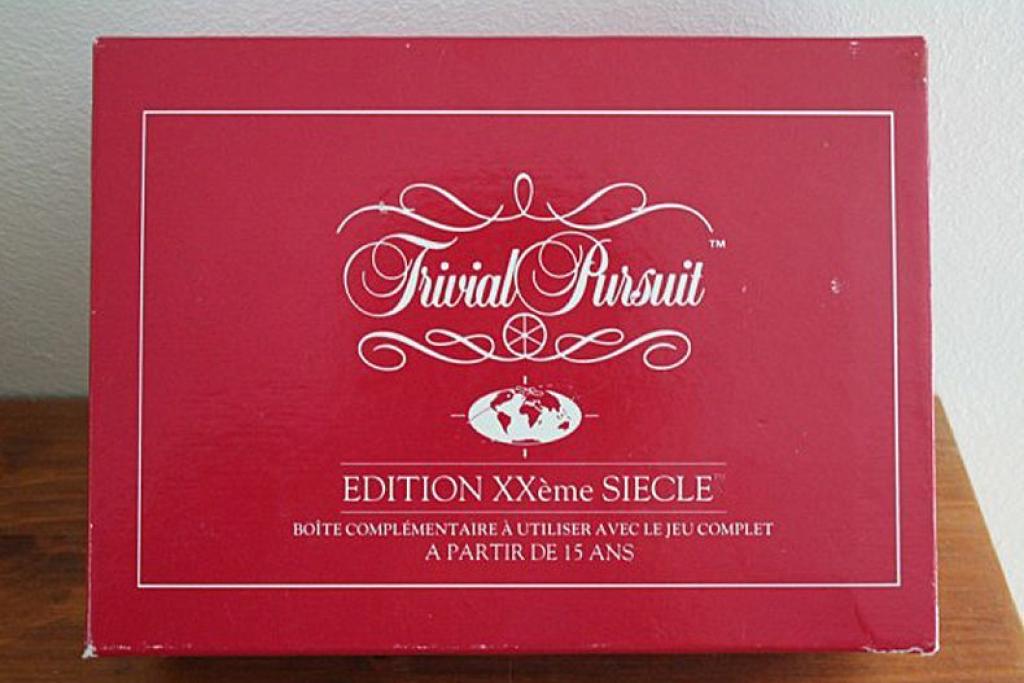 Trivial Pursuit™
EDITION XXème SIECLE™
BOÎTE COMPLÉMENTAIRE À UTILISER AVEC LE JEU COMPLET
A PARTIR DE 15 ANS